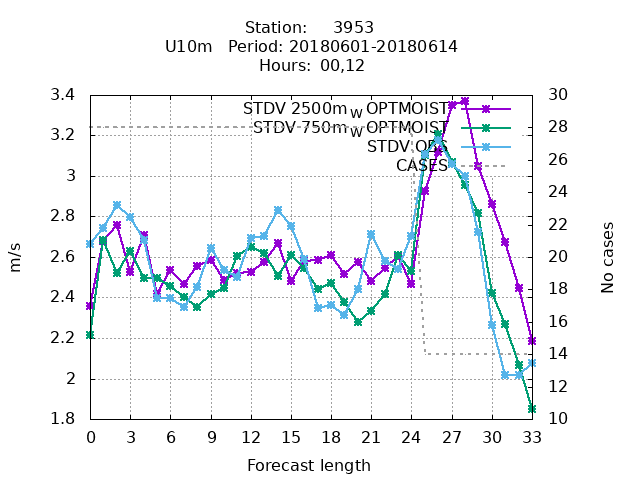 Station: 3953
U10m Period: 20180601-20180614
Hours: 00,12
STDV 2500m_W OPTMOIST
STDV 750m_W OPTMOIST
STDV OBS
CASES
3.4
3.2
3
2.8
2.6
2.4
2.2
2
1.8
m/s
30
28
26
24
22
20
18
16
14
12
10
No cases
0 3 6 9 12 15 18 21 24 27 30 33
Forecast length